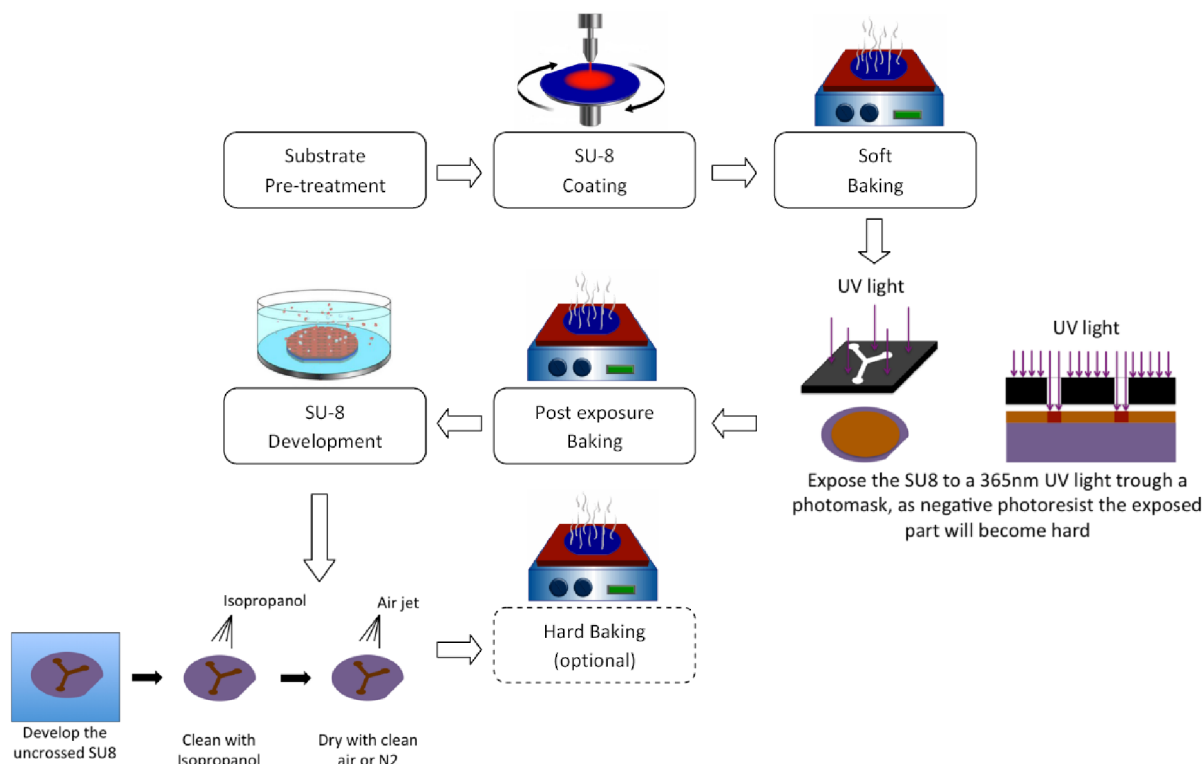 Substrate
Pre-treatment
SU-8
Coating
Soft
Baking
UV light
UV light
Expose the SU8 to a 365nm UV light trough a
photomask, as negative photoresist the exposed
part will become hard
Post exposure
Baking
SU-8
Development
Isopropanol
Air jet
Develop the
uncrossed SU8
Clean with
Isopropanol
Dry with clean
air or N2
Hard Baking
(optional)